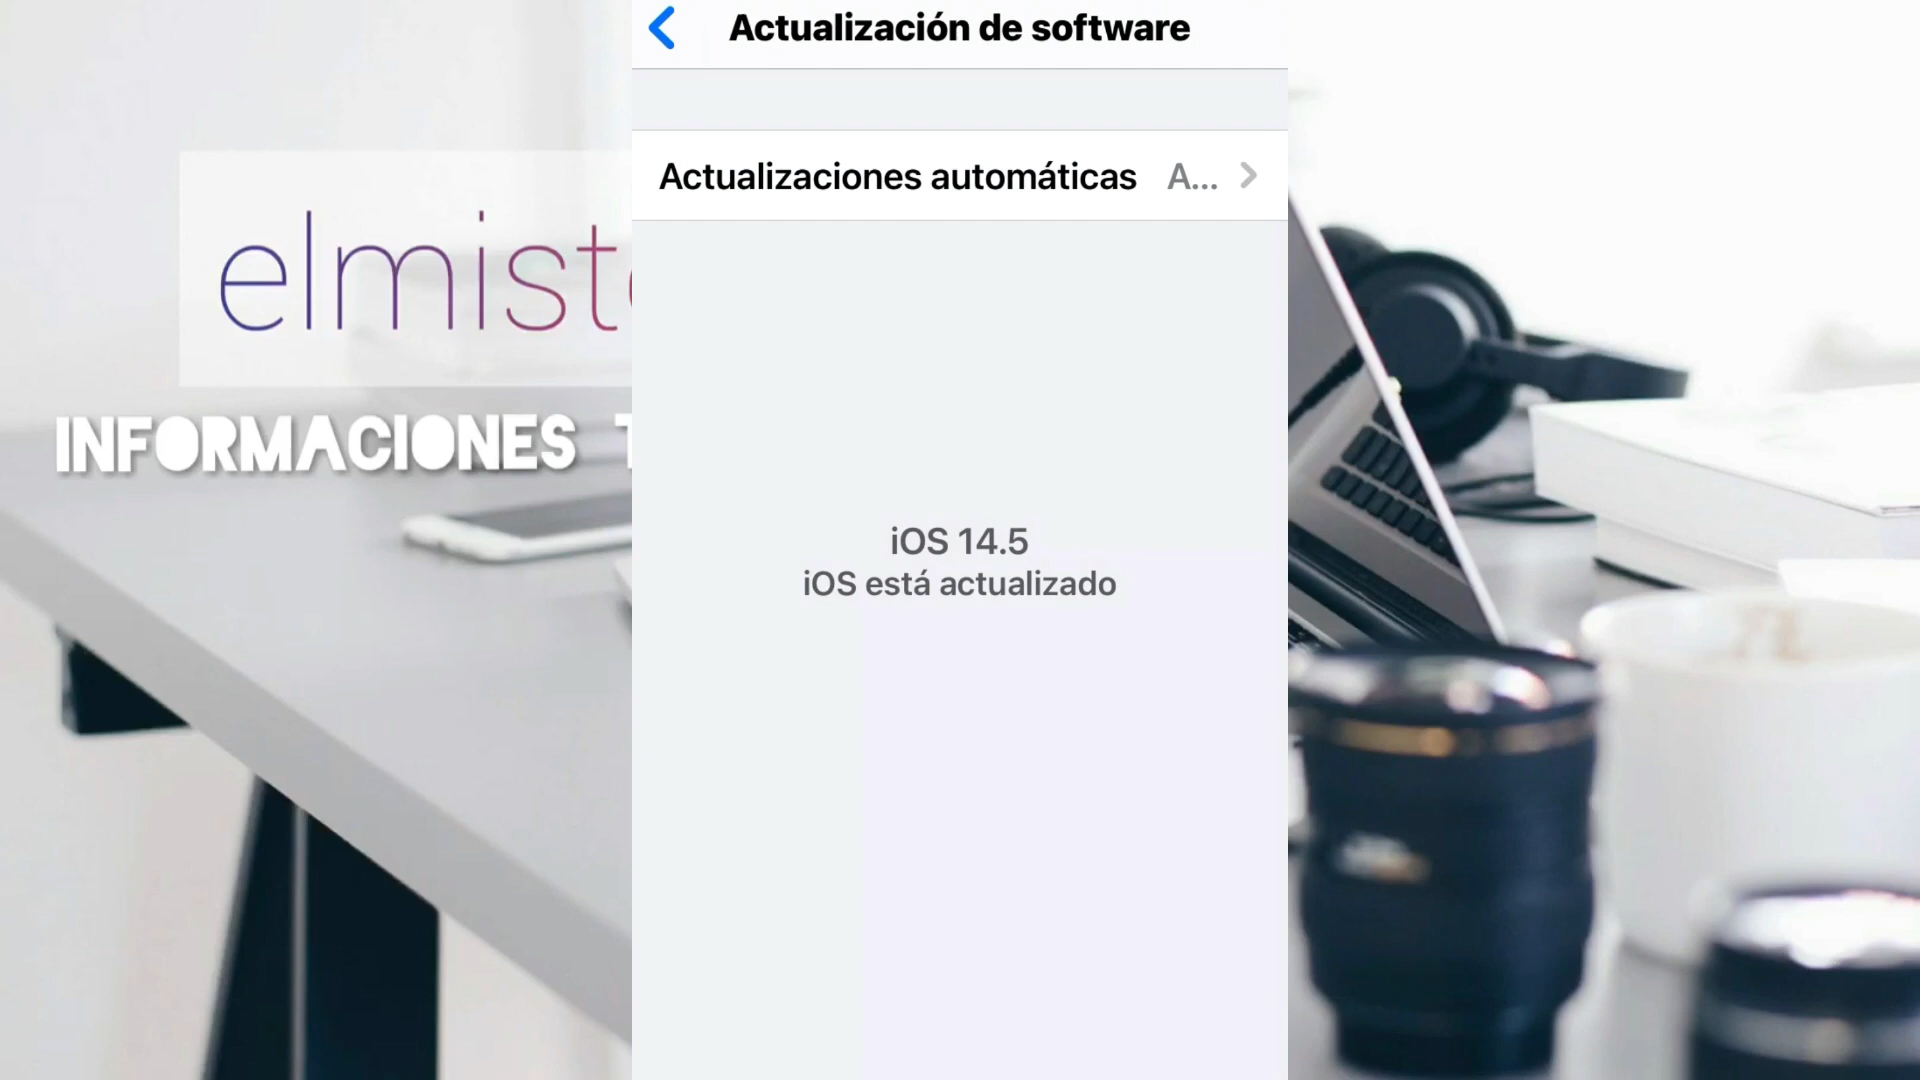 Actualización de software
Actualizaciones automáticas A...
elmist
INFORMACIONES
iOS 14.5
iOS está actualizado